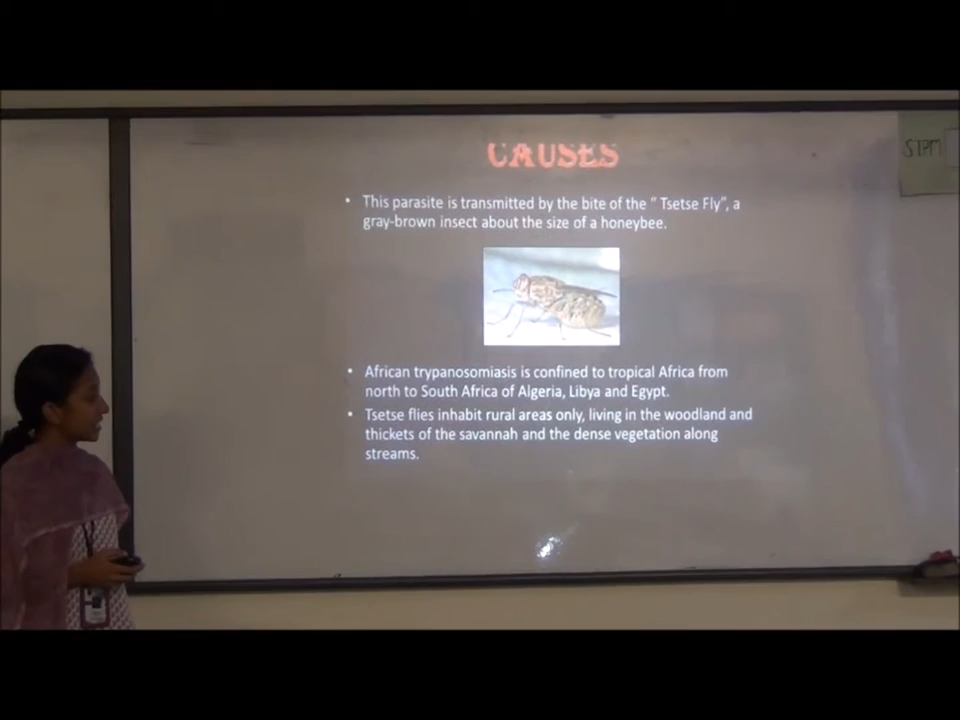 CAUSES
• This parasite is transmitted by the bite of the " Tsetse Fly", a
gray-brown insect about the size of a honeybee.
• African trypanosomiasis is confined to tropical Africa from
north to South Africa of Algeria, Libya and Egypt.
• Tsetse flies inhabit rural areas only, living in the woodland and
thickets of the savannah and the dense vegetation along
streams.
STPM